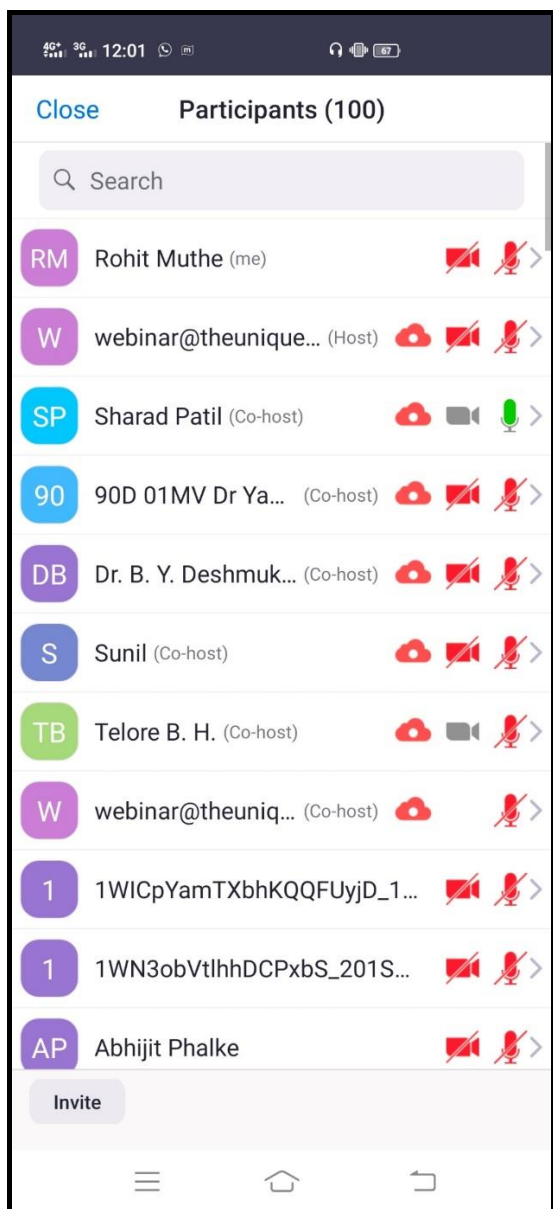 4G+ 3G 12:01 67
Close Participants (100)
Search
RM Rohit Muthe (me)
W webinar@theunique... (Host)
SP Sharad Patil (Co-host)
90 90D 01MV Dr Ya... (Co-host)
DB Dr. B. Y. Deshmuk... (Co-host)
S Sunil (Co-host)
TB Telore B. H. (Co-host)
W webinar@theuniq... (Co-host)
1 1WICpYamTXbhKQQFUyjD_1...
1 1WN3obVtlhhDCPxbS_201S...
AP Abhijit Phalke
Invite